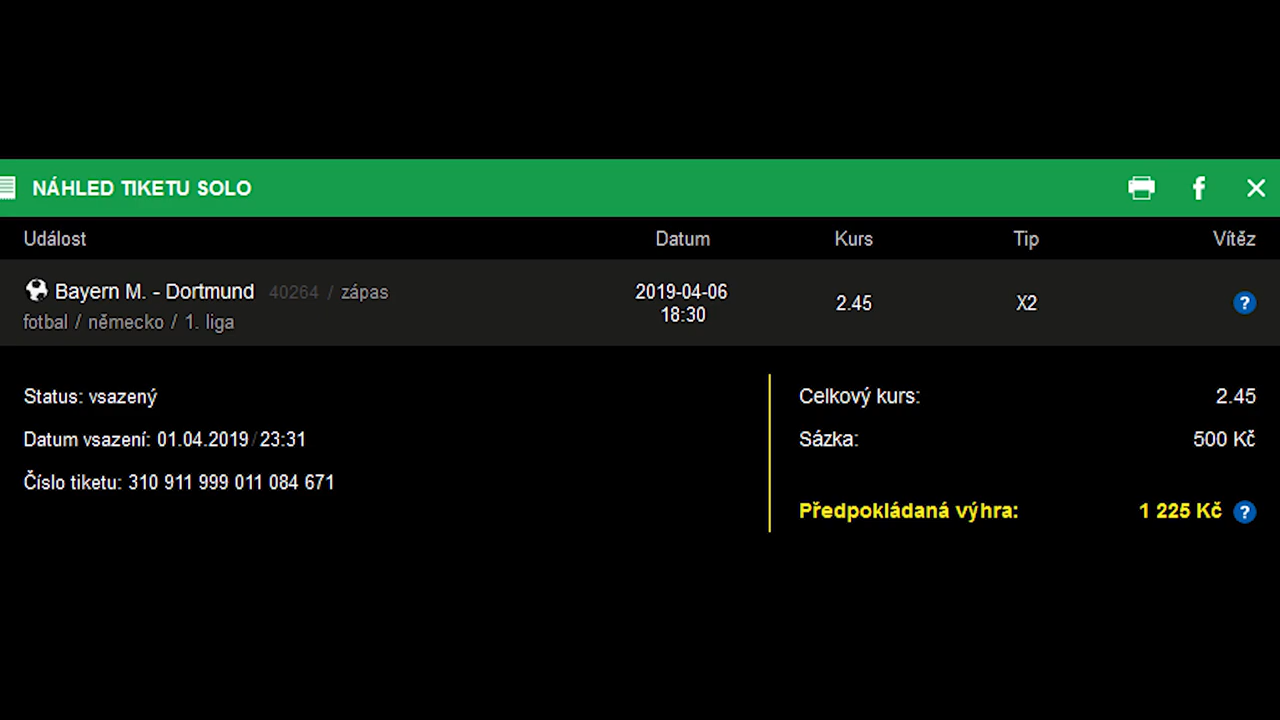 NÁHLED TIKETU SOLO
Událost Datum Kurs Tip Vítěz
Bayern M. - Dortmund 40264 / zápas 2019-04-06 2.45 X2 ?
fotbal / německo / 1. liga 18:30
Status: vsazený Celkový kurs: 2.45
Datum vsazení: 01.04.2019 / 23:31 Sázka: 500 Kč
Číslo tiketu: 310 911 999 011 084 671
Předpokládaná výhra: 1 225 Kč ?